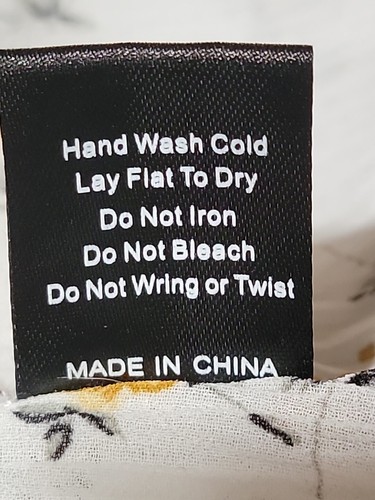 Hand Wash Cold
Lay Flat To Dry
Do Not Iron
Do Not Bleach
Do Not Wring or Twist
MADE IN CHINA